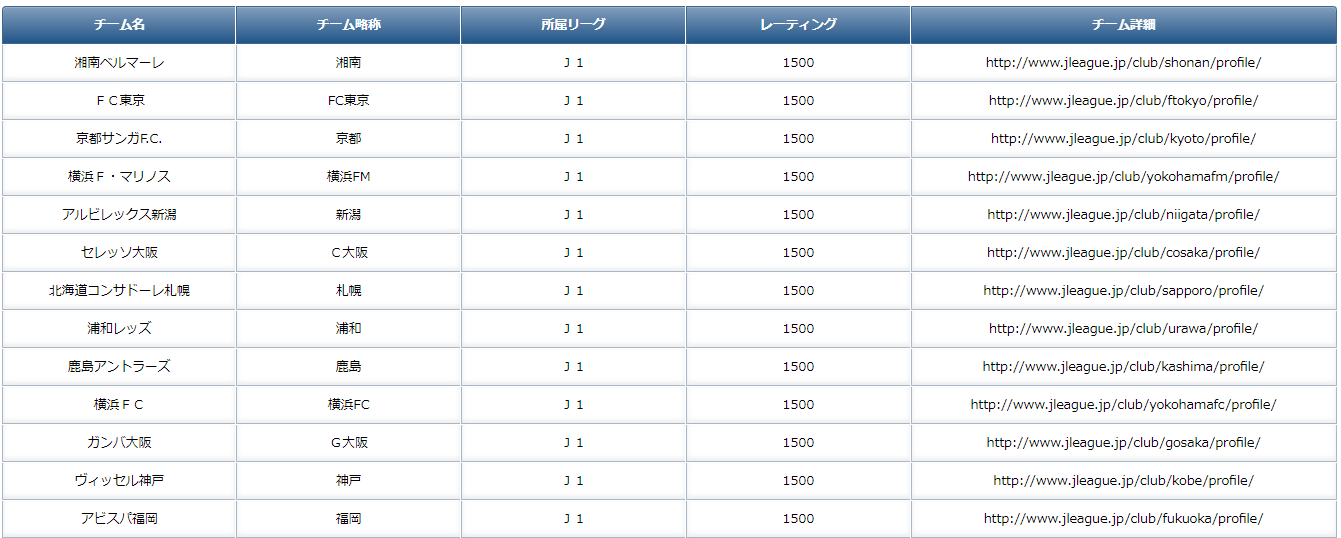 チーム名 チーム略称 所属リーグ レーティング チーム詳細
湘南ベルマーレ 湘南 Ｊ１ 1500 http://www.jleague.jp/club/shonan/profile/
ＦＣ東京 FC東京 Ｊ１ 1500 http://www.jleague.jp/club/ftokyo/profile/
京都サンガF.C. 京都 Ｊ１ 1500 http://www.jleague.jp/club/kyoto/profile/
横浜Ｆ・マリノス 横浜FM Ｊ１ 1500 http://www.jleague.jp/club/yokohamafm/profile/
アルビレックス新潟 新潟 Ｊ１ 1500 http://www.jleague.jp/club/niigata/profile/
セレッソ大阪 Ｃ大阪 Ｊ１ 1500 http://www.jleague.jp/club/cosaka/profile/
北海道コンサドーレ札幌 札幌 Ｊ１ 1500 http://www.jleague.jp/club/sapporo/profile/
浦和レッズ 浦和 Ｊ１ 1500 http://www.jleague.jp/club/urawa/profile/
鹿島アントラーズ 鹿島 Ｊ１ 1500 http://www.jleague.jp/club/kashima/profile/
横浜ＦＣ 横浜FC Ｊ１ 1500 http://www.jleague.jp/club/yokohamafc/profile/
ガンバ大阪 Ｇ大阪 Ｊ１ 1500 http://www.jleague.jp/club/gosaka/profile/
ヴィッセル神戸 神戸 Ｊ１ 1500 http://www.jleague.jp/club/kobe/profile/
アビスパ福岡 福岡 Ｊ１ 1500 http://www.jleague.jp/club/fukuoka/profile/